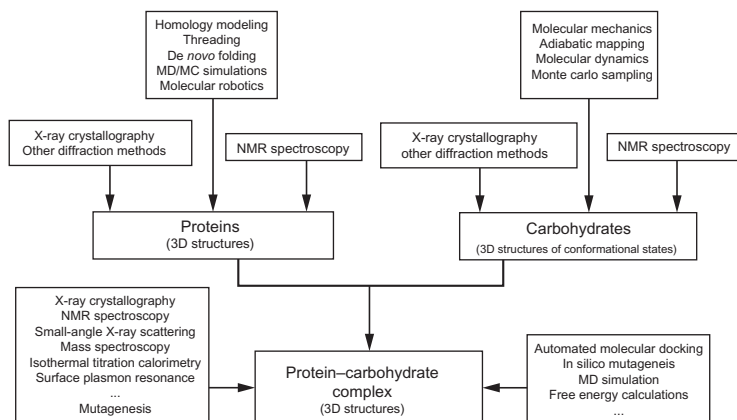 Homology modeling
Threading
De novo folding
MD/MC simulations
Molecular robotics
Molecular mechanics
Adiabatic mapping
Molecular dynamics
Monte carlo sampling
X-ray crystallography
Other diffraction methods
NMR spectroscopy
X-ray crystallography
other diffraction methods
NMR spectroscopy
Proteins
(3D structures)
Carbohydrates
(3D structures of conformational states)
X-ray crystallography
NMR spectroscopy
Small-angle X-ray scattering
Mass spectroscopy
Isothermal titration calorimetry
Surface plasmon resonance
...
Mutagenesis
Protein–carbohydrate
complex
(3D structures)
Automated molecular docking
In silico mutageneis
MD simulation
Free energy calculations
...